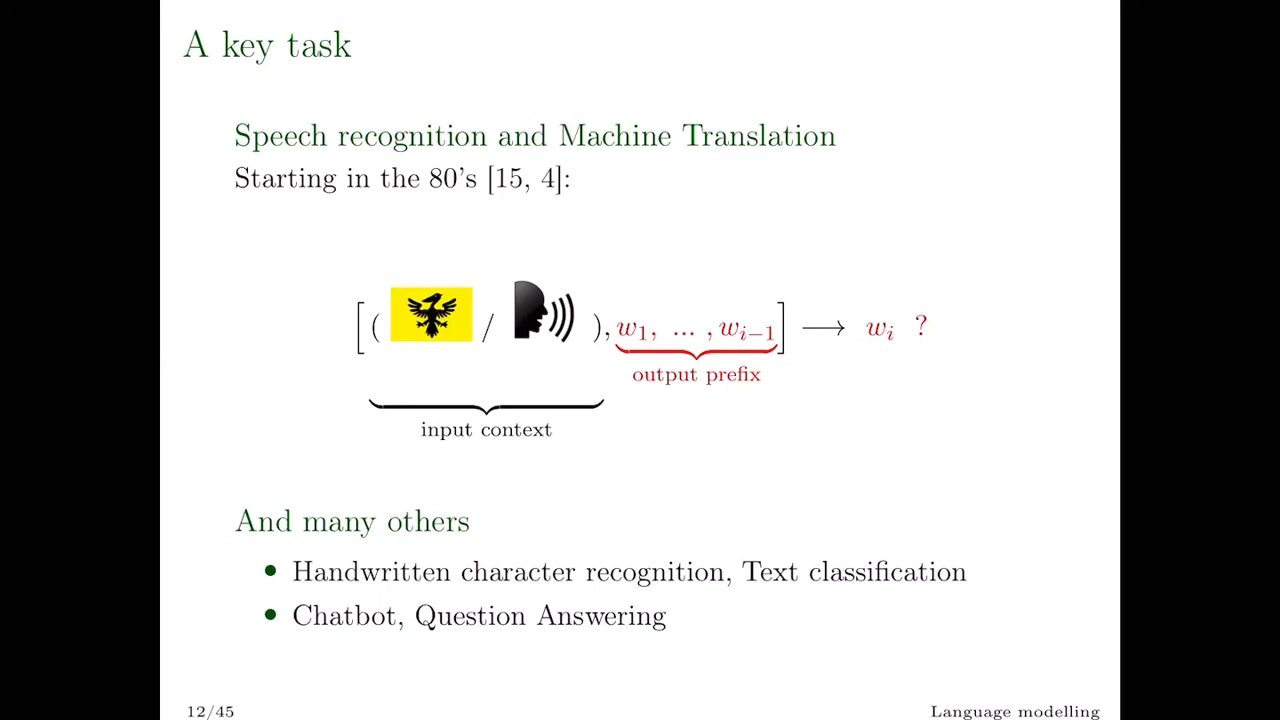 A key task
Speech recognition and Machine Translation
Starting in the 80's [15, 4]:
[( / ), w₁, ... , wᵢ₋₁] ⟶ wᵢ ?
output prefix
input context
And many others
• Handwritten character recognition, Text classification
• Chatbot, Question Answering
12/45
Language modelling